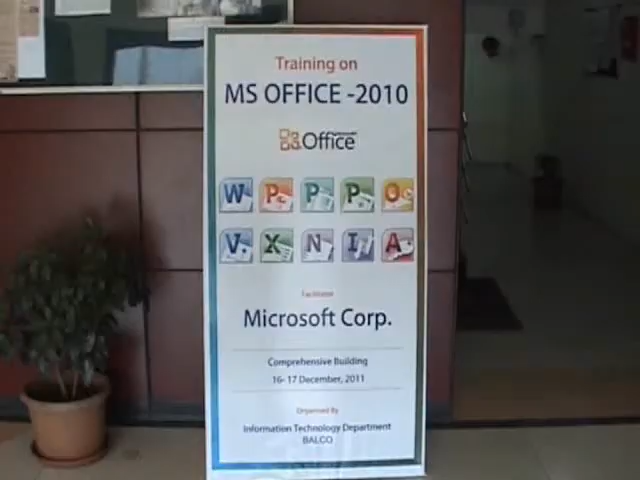 Training on
MS OFFICE -2010
Office
W P P P O
V X N I A
Facilitator
Microsoft Corp.
Comprehensive Building
16- 17 December, 2011
Organised By
Information Technology Department
BALCO